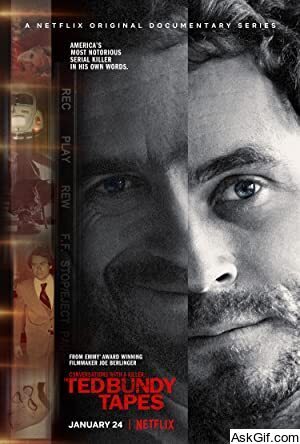 A NETFLIX ORIGINAL DOCUMENTARY SERIES
AMERICA'S
MOST NOTORIOUS
SERIAL KILLER
IN HIS OWN WORDS.
REC
PLAY
REW
F.F.
STOP/EJECT
FROM EMMY® AWARD WINNING
FILMMAKER JOE BERLINGER
CONVERSATIONS WITH A KILLER:
THE
TED BUNDY
TAPES
JANUARY 24 | NETFLIX
AskGif.com